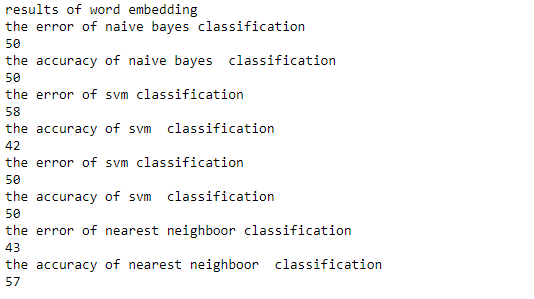 results of word embedding
the error of naive bayes classification
50
the accuracy of naive bayes  classification
50
the error of svm classification
58
the accuracy of svm  classification
42
the error of svm classification
50
the accuracy of svm  classification
50
the error of nearest neighboor classification
43
the accuracy of nearest neighboor  classification
57